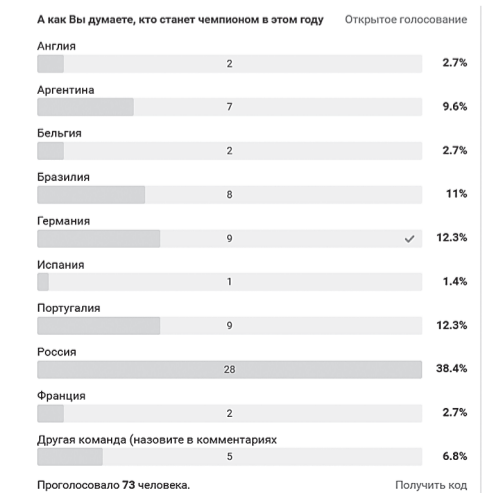 А как Вы думаете, кто станет чемпионом в этом году Открытое голосование
Англия
2 2.7%
Аргентина
7 9.6%
Бельгия
2 2.7%
Бразилия
8 11%
Германия
9 12.3%
Испания
1 1.4%
Португалия
9 12.3%
Россия
28 38.4%
Франция
2 2.7%
Другая команда (назовите в комментариях
5 6.8%
Проголосовало 73 человека. Получить код